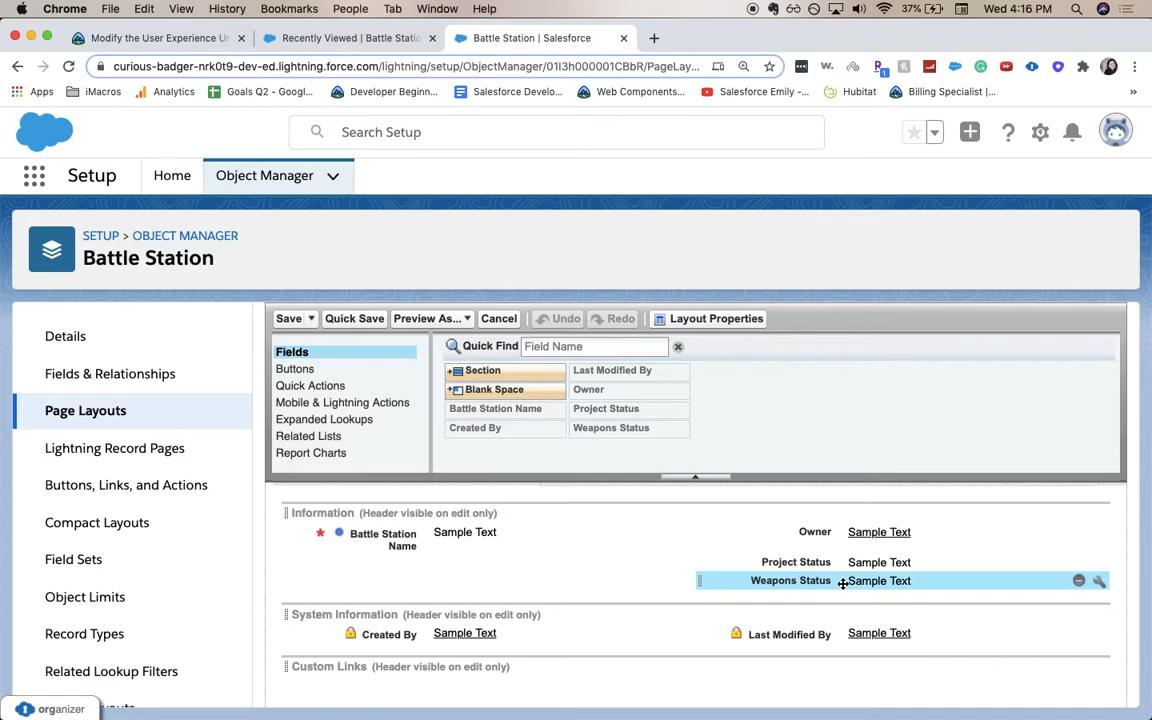 Chrome File Edit View History Bookmarks People Tab Window Help 37% Wed 4:16 PM
Modify the User Experience Un Recently Viewed | Battle Statio Battle Station | Salesforce
curious-badger-nrk0t9-dev-ed.lightning.force.com/lightning/setup/ObjectManager/01I3h000001CBbR/PageLay...
Apps iMacros Analytics Goals Q2 - Googl... Developer Beginn... Salesforce Develo... Web Components... Salesforce Emily -... Hubitat Billing Specialist |... »
Search Setup
Setup Home Object Manager
SETUP > OBJECT MANAGER
Battle Station
Details
Fields & Relationships
Page Layouts
Lightning Record Pages
Buttons, Links, and Actions
Compact Layouts
Field Sets
Object Limits
Record Types
Related Lookup Filters
Save Quick Save Preview As... Cancel Undo Redo Layout Properties
Fields
Buttons
Quick Actions
Mobile & Lightning Actions
Expanded Lookups
Related Lists
Report Charts
Quick Find Field Name
Section Last Modified By
Blank Space Owner
Battle Station Name Project Status
Created By Weapons Status
Information (Header visible on edit only)
* Battle Station Name Sample Text Owner Sample Text
Project Status Sample Text
Weapons Status Sample Text
System Information (Header visible on edit only)
Created By Sample Text Last Modified By Sample Text
Custom Links (Header visible on edit only)
organizer